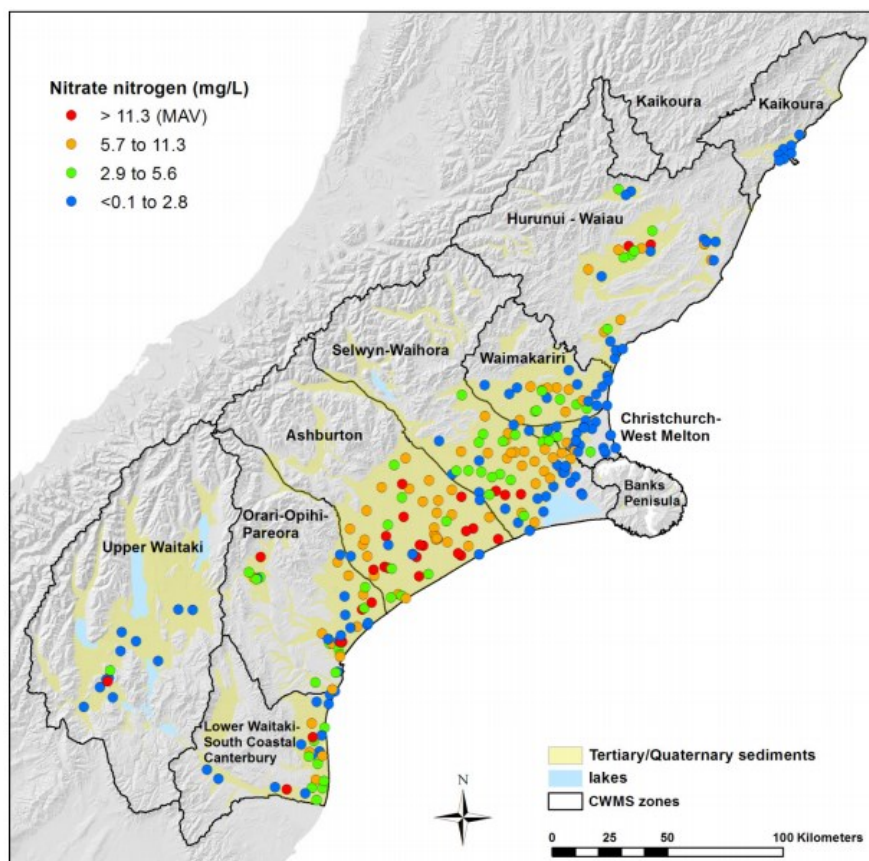 Nitrate nitrogen (mg/L)
> 11.3 (MAV)
5.7 to 11.3
2.9 to 5.6
<0.1 to 2.8
Kaikoura
Kaikoura
Hurunui - Waiau
Selwyn-Waihora
Waimakariri
Ashburton
Christchurch-
West Melton
Banks
Penisula
Orari-Opihi-
Pareora
Upper Waitaki
Lower Waitaki-
South Coastal
Canterbury
Tertiary/Quaternary sediments
lakes
CWMS zones
N
0 25 50 100 Kilometers